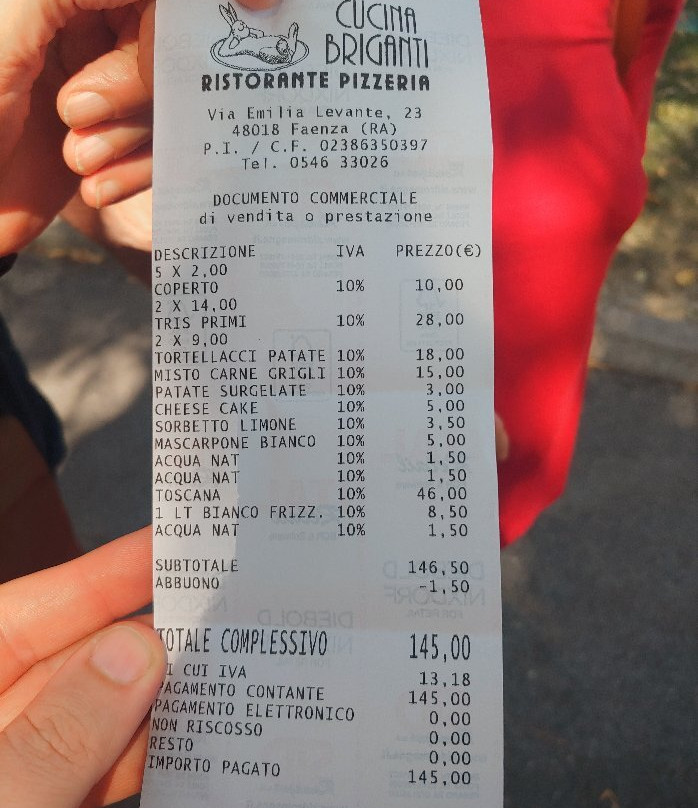 CUCINA
BRIGANTI
RISTORANTE PIZZERIA
Via Emilia Levante, 23
48018 Faenza (RA)
P.I. / C.F. 02386350397
Tel. 0546 33026
DOCUMENTO COMMERCIALE
di vendita o prestazione
DESCRIZIONE IVA PREZZO(€)
5 X 2,00
COPERTO 10% 10,00
2 X 14,00
TRIS PRIMI 10% 28,00
2 X 9,00
TORTELLACCI PATATE 10% 18,00
MISTO CARNE GRIGLI 10% 15,00
PATATE SURGELATE 10% 3,00
CHEESE CAKE 10% 5,00
SORBETTO LIMONE 10% 3,50
MASCARPONE BIANCO 10% 5,00
ACQUA NAT 10% 1,50
ACQUA NAT 10% 1,50
TOSCANA 10% 46,00
1 LT BIANCO FRIZZ. 10% 8,50
ACQUA NAT 10% 1,50
SUBTOTALE 146,50
ABBUONO -1,50
TOTALE COMPLESSIVO 145,00
DI CUI IVA 13,18
PAGAMENTO CONTANTE 145,00
PAGAMENTO ELETTRONICO 0,00
NON RISCOSSO 0,00
RESTO 0,00
IMPORTO PAGATO 145,00